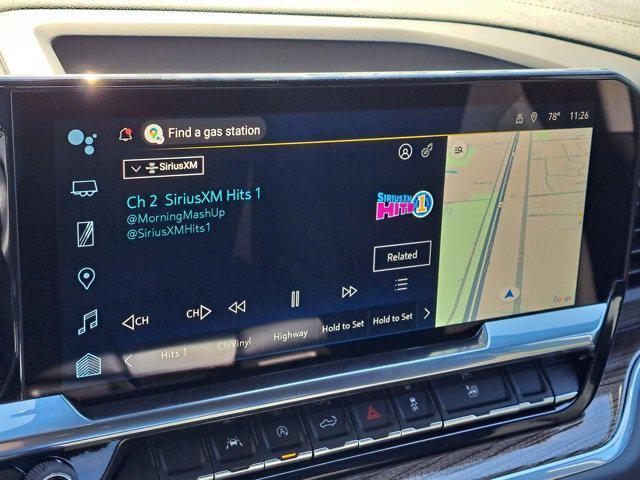 Find a gas station
78° 11:26
SiriusXM
Ch 2 SiriusXM Hits 1
@MorningMashUp
@SiriusXMHits1
SIRIUSXM
HITS 1
Related
CH
CH
Hits 1
ClsVinyl
Highway
Hold to Set
Hold to Set
Google